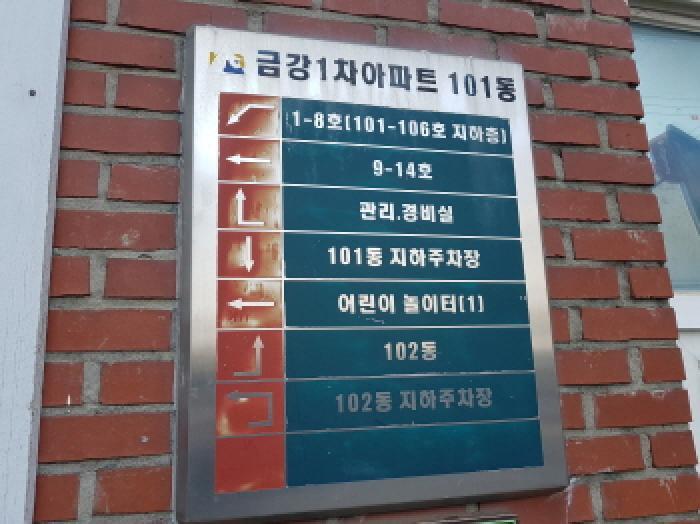 금강1차아파트 101동
1-8호(101-106호 지하층)
9-14호
관리.경비실
101동 지하주차장
어린이 놀이터(1)
102동
102동 지하주차장